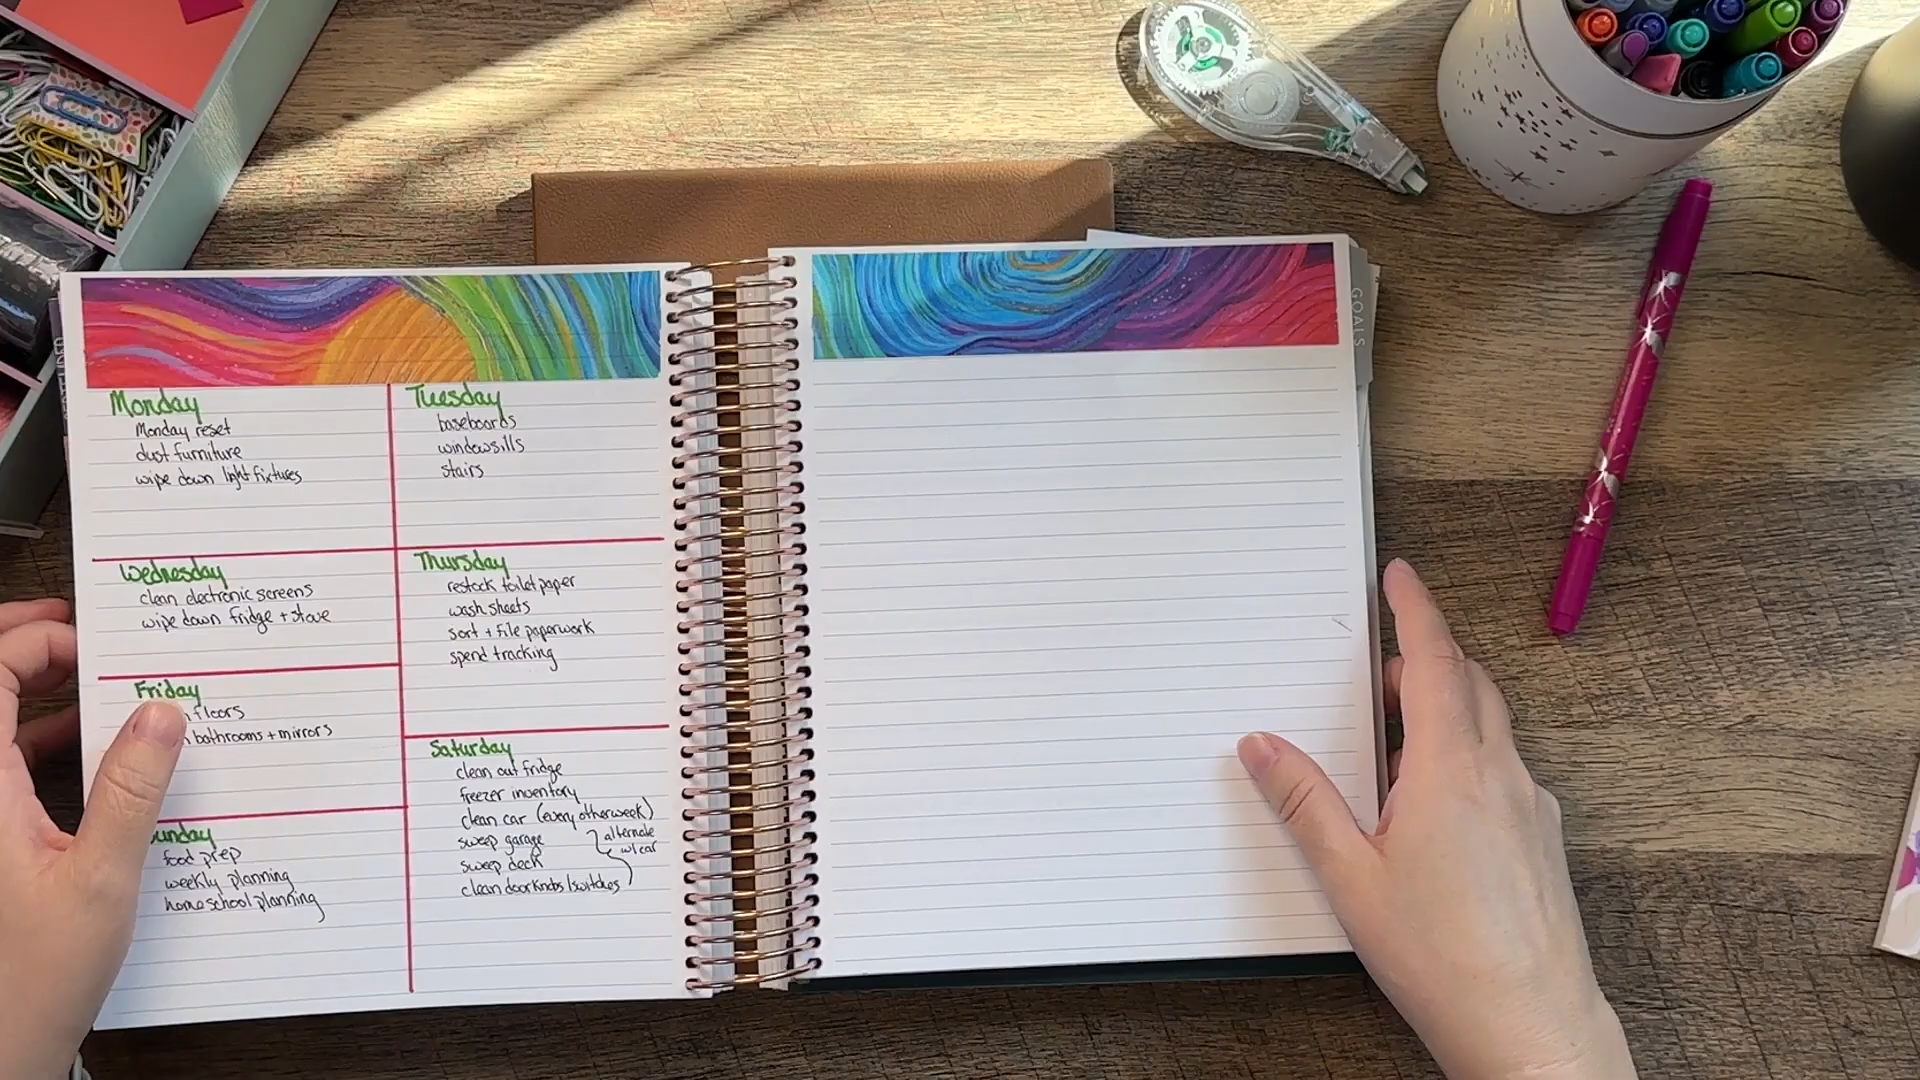 Monday
Monday reset
dust furniture
wipe down light fixtures
Tuesday
baseboards
windowsills
stairs
Wednesday
clean electronic screens
wipe down fridge + stove
Thursday
restock toilet paper
wash sheets
sort + file paperwork
spend tracking
Friday
floors
bathrooms + mirrors
Saturday
clean out fridge
freezer inventory
clean car (every other week)
sweep garage
alternate
w/car
sweep deck
clean doorknobs/switches
unday
food prep
weekly planning
homeschool planning
GOALS